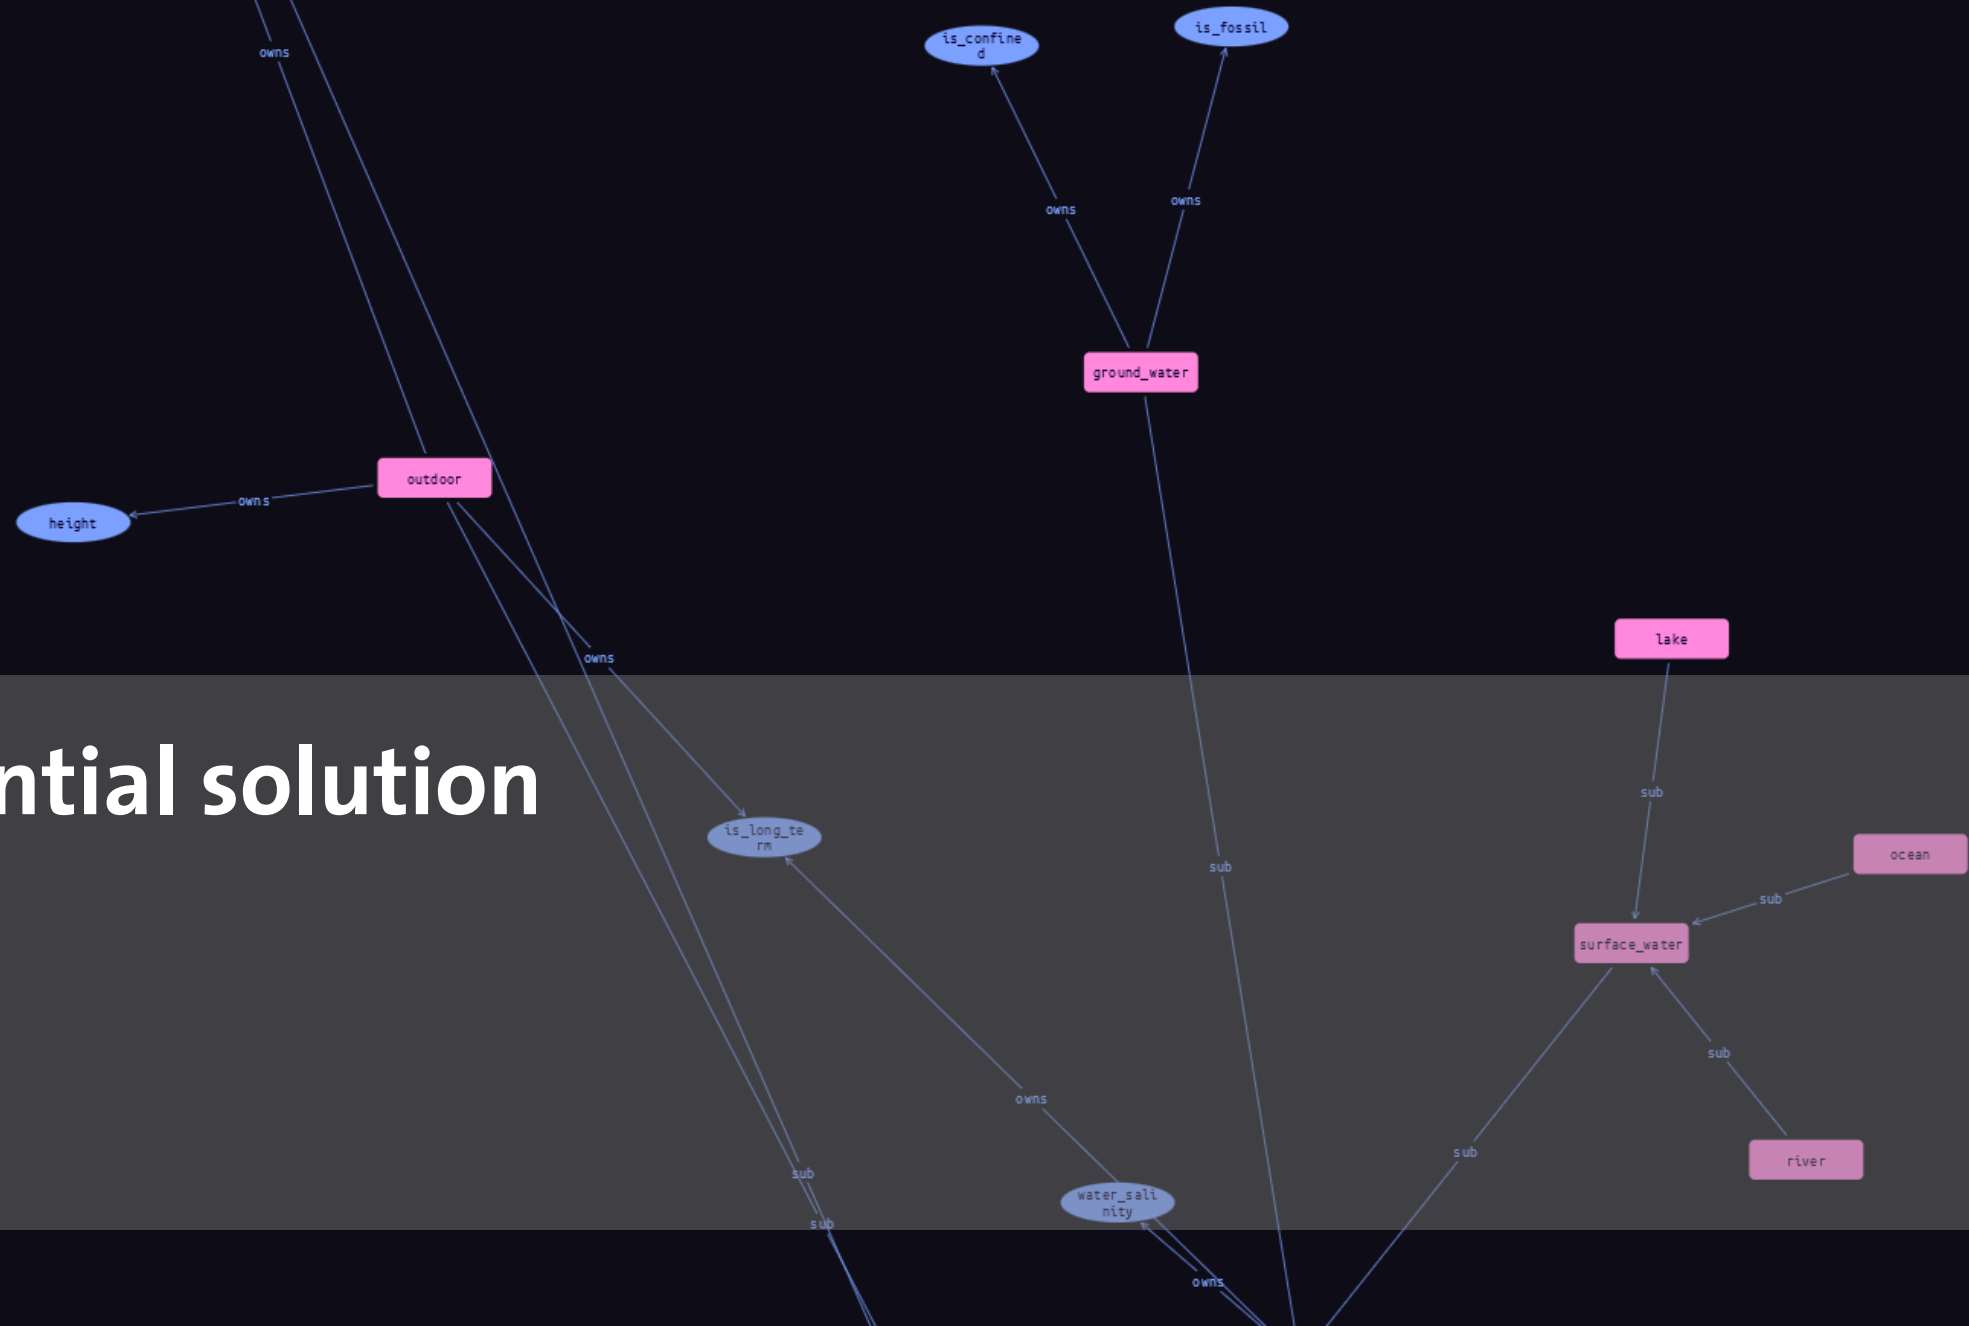 is_fossil
is_confine
d
owns
owns
owns
ground_water
outdoor
owns
height
lake
owns
ntial solution
sub
is_long_te
rm
ocean
sub
sub
surface_water
sub
owns
sub
river
sub
water_sali
nity
sub
owns